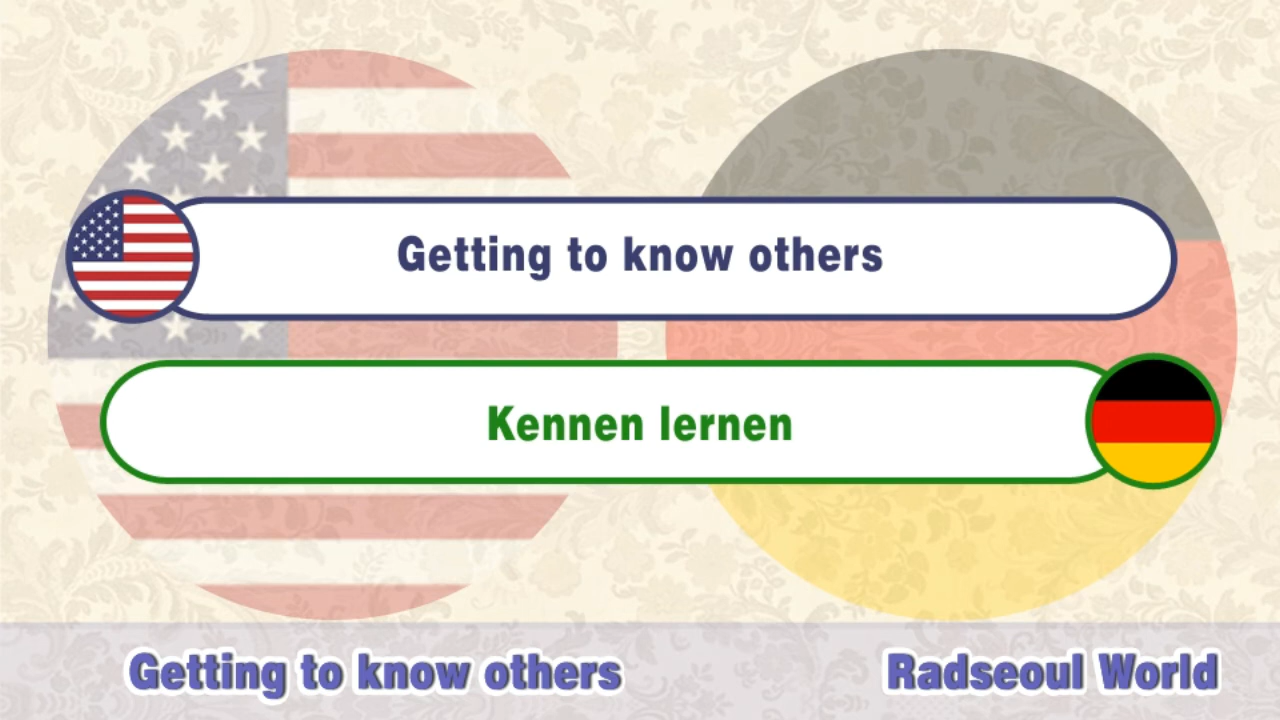 Getting to know others
Kennen lernen
Getting to know others
Radseoul World